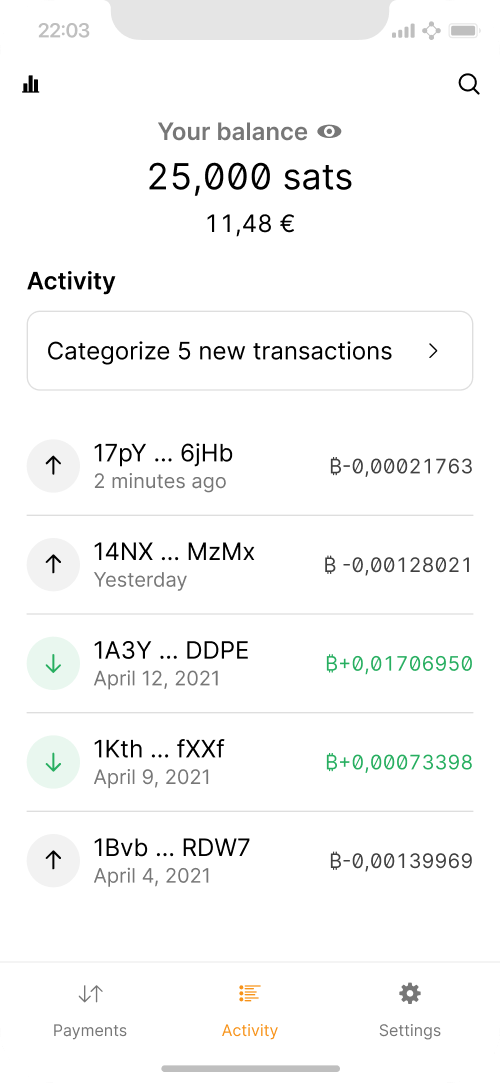 22:03
Your balance
25,000 sats
11,48 €
Activity
Categorize 5 new transactions
17pY ... 6jHb
₿-0,00021763
2 minutes ago
14NX ... MzMx
₿ -0,00128021
Yesterday
1A3Y ... DDPE
₿+0,01706950
April 12, 2021
1Kth ... fXXf
₿+0,00073398
April 9, 2021
1Bvb ... RDW7
₿-0,00139969
April 4, 2021
Payments
Activity
Settings